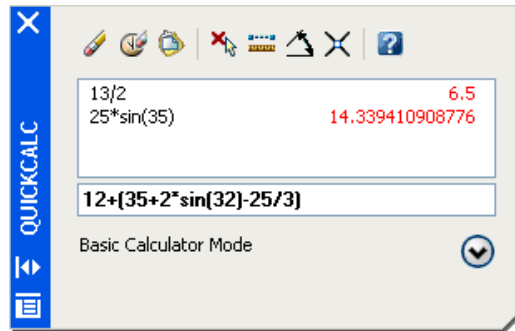 QUICKCALC
13/2 6.5
25*sin(35) 14.339410908776
12+(35+2*sin(32)-25/3)
Basic Calculator Mode